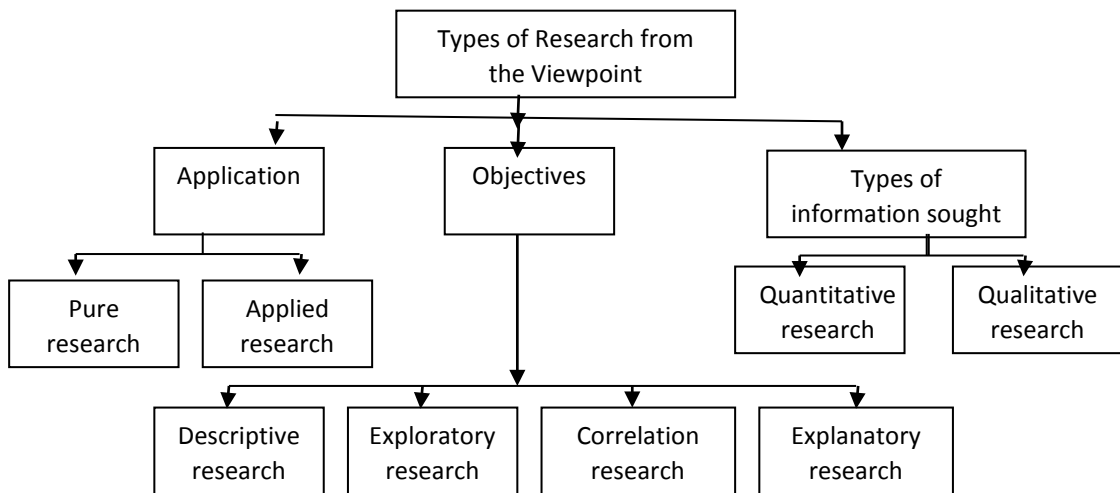 Types of Research from
the Viewpoint
Application
Objectives
Types of
information sought
Pure
research
Applied
research
Quantitative
research
Qualitative
research
Descriptive
research
Exploratory
research
Correlation
research
Explanatory
research